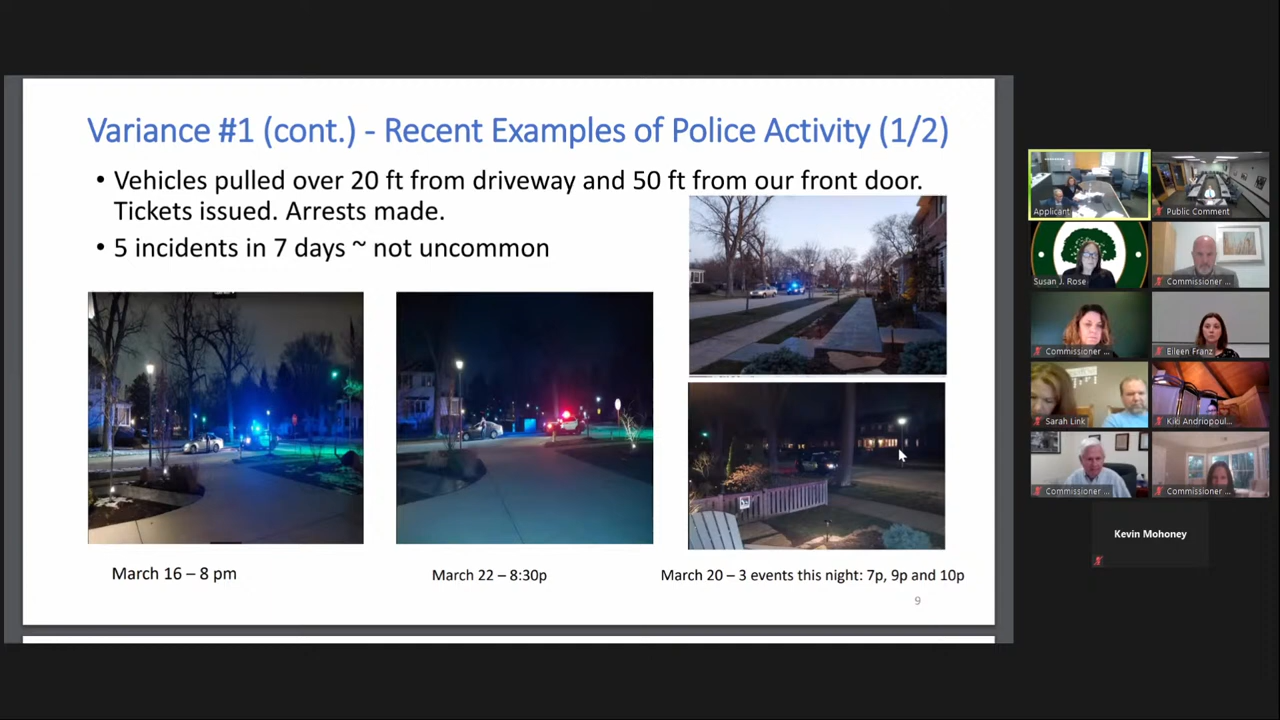 Variance #1 (cont.) - Recent Examples of Police Activity (1/2)
• Vehicles pulled over 20 ft from driveway and 50 ft from our front door.
Tickets issued. Arrests made.
• 5 incidents in 7 days ~ not uncommon
March 16 – 8 pm
March 22 – 8:30p
March 20 – 3 events this night: 7p, 9p and 10p
9
Applicant
Public Comment
Susan J. Rose
Commissioner ...
Commissioner ...
Eileen Franz
Sarah Link
Kiki Andriopoul...
Commissioner ...
Commissioner ...
Kevin Mohoney